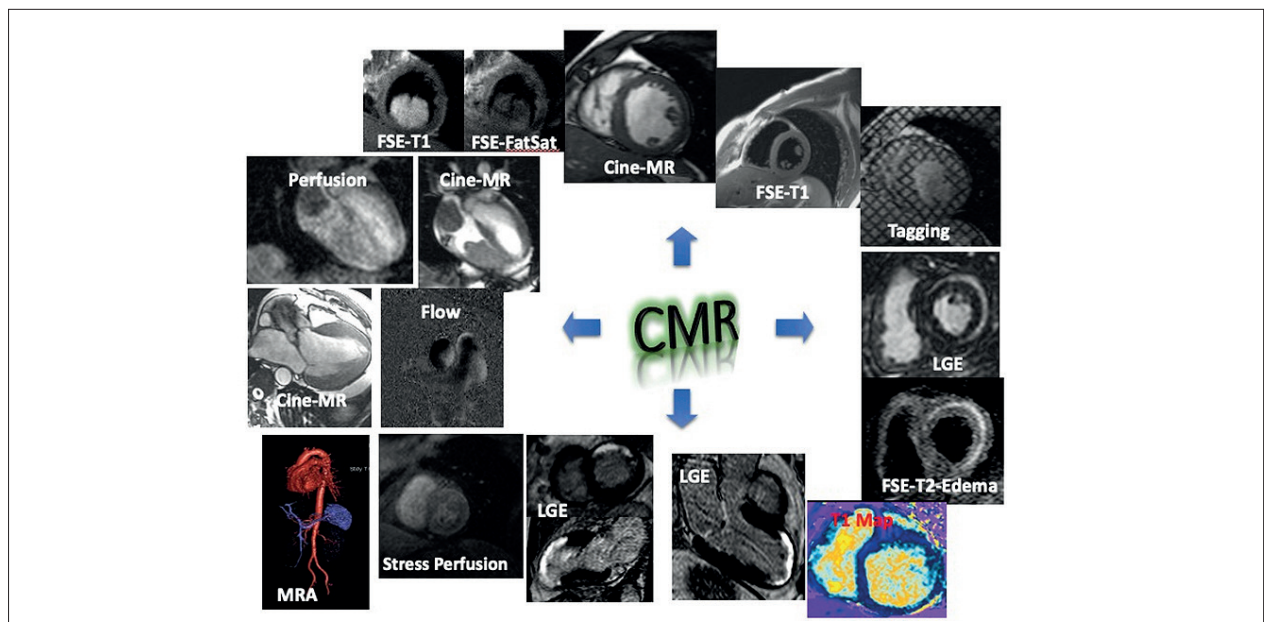 FSE-T1
FSE-FatSat
Cine-MR
FSE-T1
Tagging
Perfusion
Cine-MR
Cine-MR
Flow
CMR
LGE
FSE-T2-Edema
MRA
Stress Perfusion
LGE
LGE
T1 Map